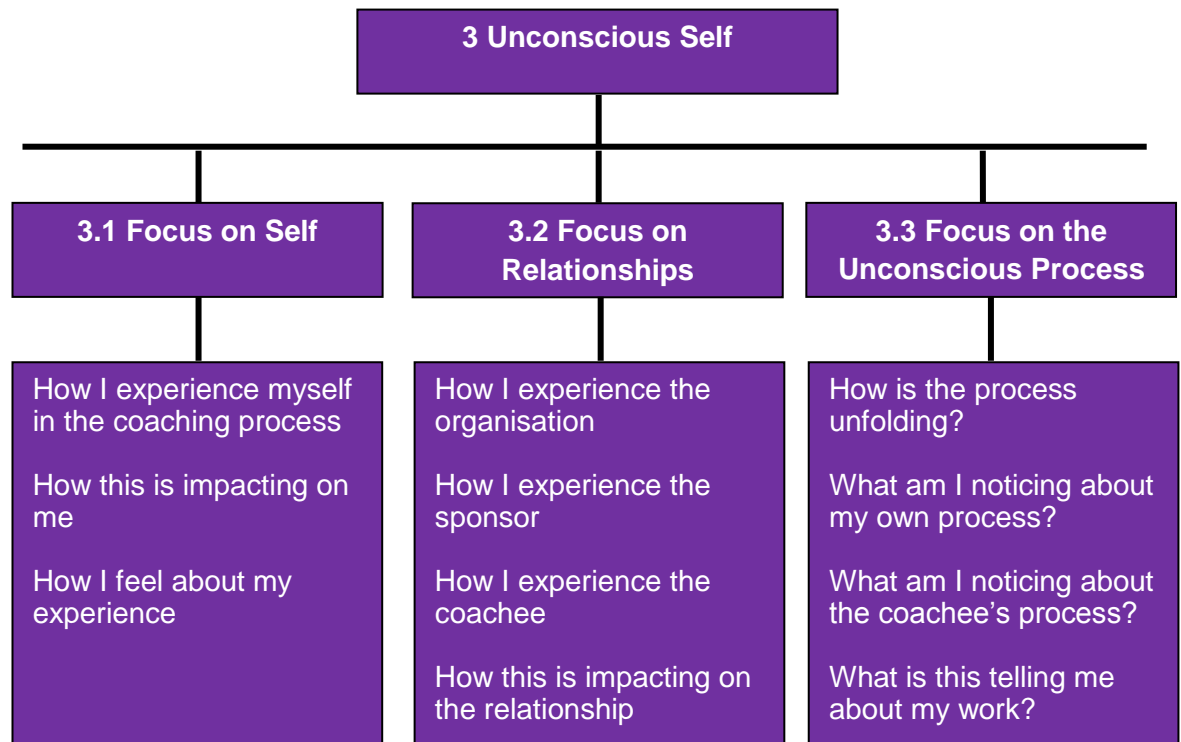 3 Unconscious Self
3.1 Focus on Self
3.2 Focus on
Relationships
3.3 Focus on the
Unconscious Process
How I experience myself
in the coaching process
How this is impacting on
me
How I feel about my
experience
How I experience the
organisation
How I experience the
sponsor
How I experience the
coachee
How this is impacting on
the relationship
How is the process
unfolding?
What am I noticing about
my own process?
What am I noticing about
the coachee’s process?
What is this telling me
about my work?